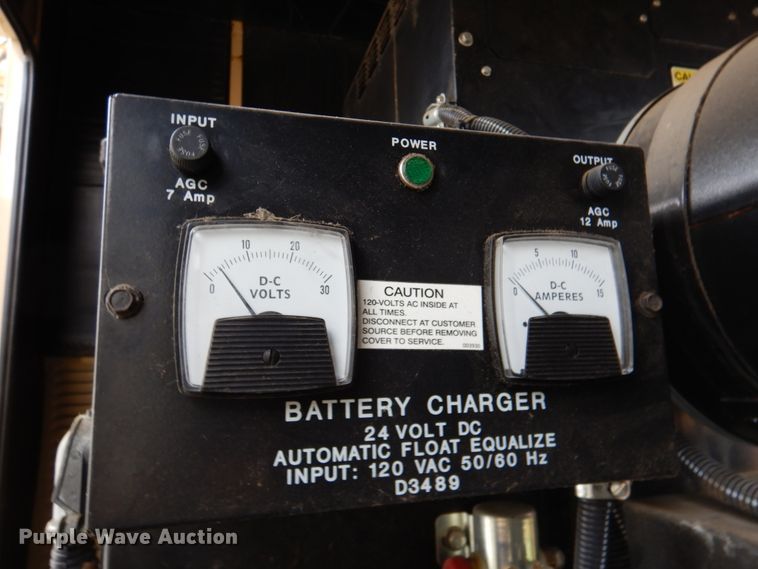 INPUT
FUSE FUSE
AGC
7 Amp
POWER
OUTPUT
AGC
12 Amp
0 10 20 30
D-C
VOLTS
0 5 10 15
D-C
AMPERES
CAUTION
120-VOLTS AC INSIDE AT
ALL TIMES.
DISCONNECT AT CUSTOMER
SOURCE BEFORE REMOVING
COVER TO SERVICE.
BATTERY CHARGER
24 VOLT DC
AUTOMATIC FLOAT EQUALIZE
INPUT: 120 VAC 50/60 Hz
D3489
Purple Wave Auction